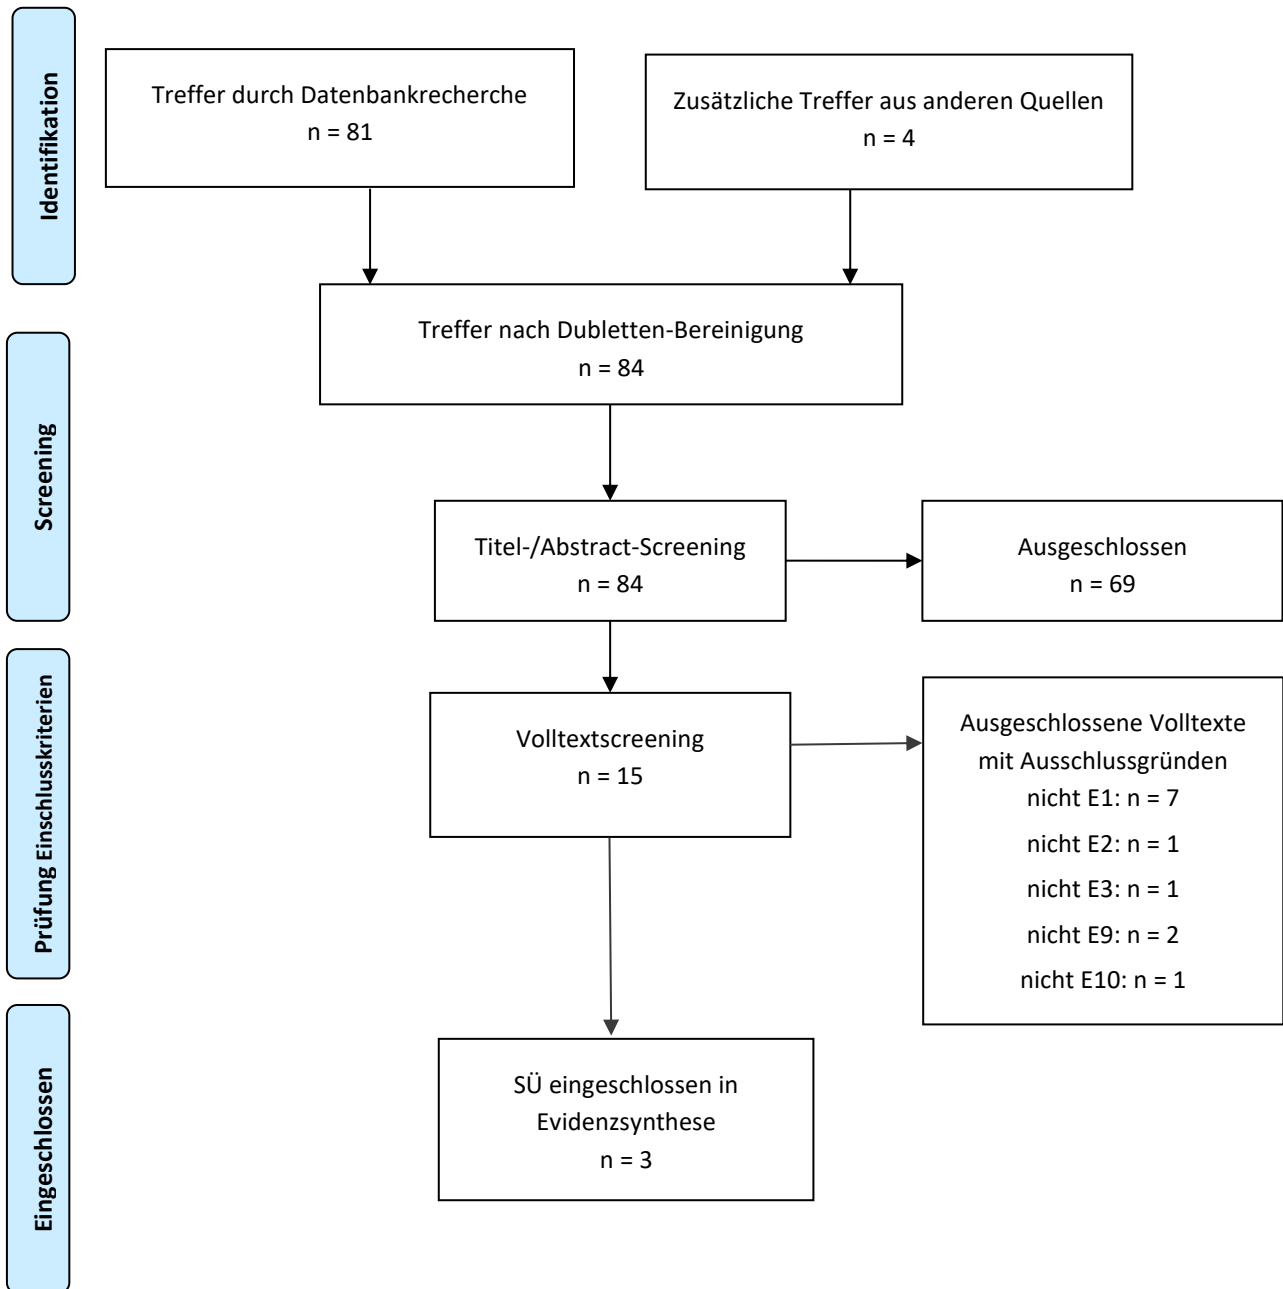 Identifikation
Treffer durch Datenbankrecherche
n = 81
Zusätzliche Treffer aus anderen Quellen
n = 4
Treffer nach Dubletten-Bereinigung
n = 84
Screening
Titel-/Abstract-Screening
n = 84
Ausgeschlossen
n = 69
Prüfung Einschlusskriterien
Volltextscreening
n = 15
Ausgeschlossene Volltexte
mit Ausschlussgründen
nicht E1: n = 7
nicht E2: n = 1
nicht E3: n = 1
nicht E9: n = 2
nicht E10: n = 1
Eingeschlossen
SÜ eingeschlossen in
Evidenzsynthese
n = 3